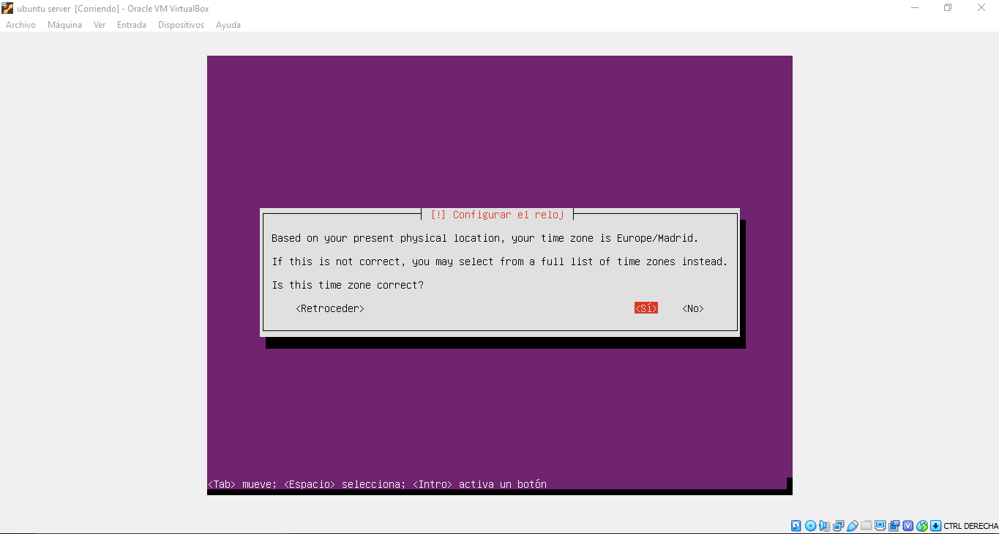 ubuntu server [Corriendo] - Oracle VM VirtualBox
Archivo Máquina Ver Entrada Dispositivos Ayuda
[!] Configurar el reloj
Based on your present physical location, your time zone is Europe/Madrid.
If this is not correct, you may select from a full list of time zones instead.
Is this time zone correct?
<Retroceder> <Sí> <No>
<Tab> mueve; <Espacio> selecciona; <Intro> activa un botón
CTRL DERECHA